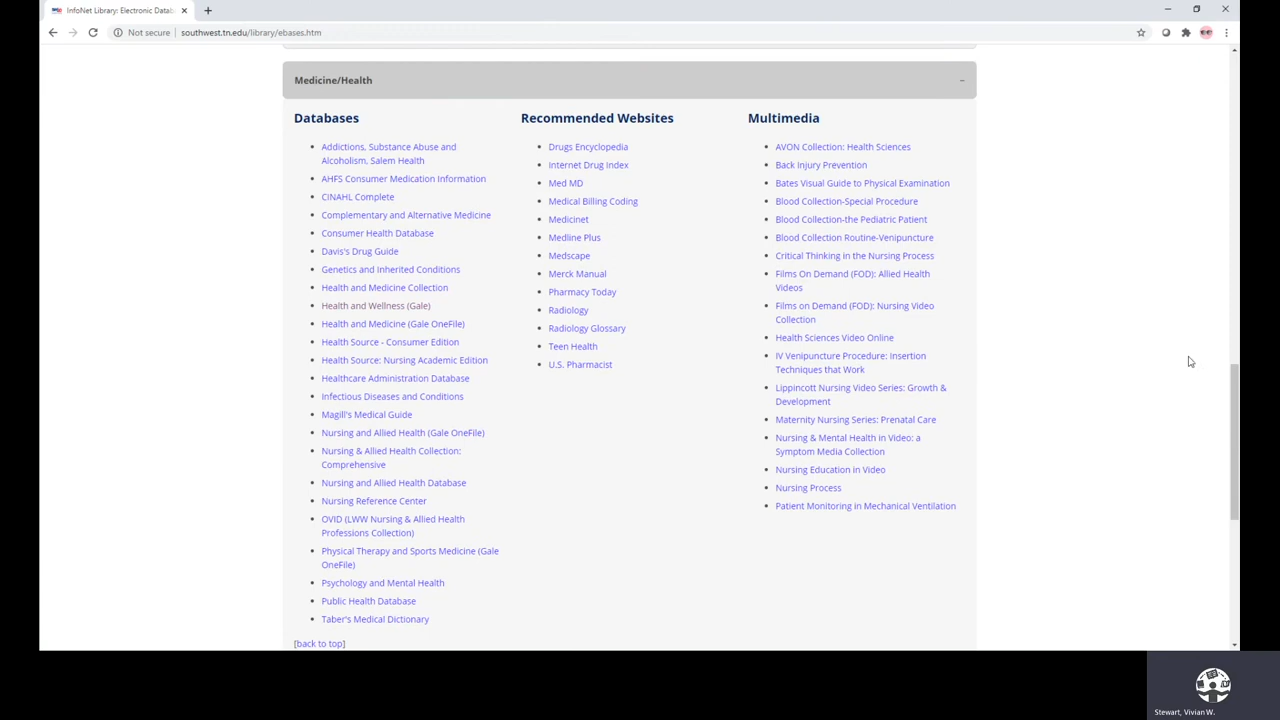 InfoNet Library: Electronic Datab
Not secure
southwest.tn.edu/library/ebases.htm
Medicine/Health
Databases
Addictions, Substance Abuse and
Alcoholism, Salem Health
AHFS Consumer Medication Information
CINAHL Complete
Complementary and Alternative Medicine
Consumer Health Database
Davis's Drug Guide
Genetics and Inherited Conditions
Health and Medicine Collection
Health and Wellness (Gale)
Health and Medicine (Gale OneFile)
Health Source - Consumer Edition
Health Source: Nursing Academic Edition
Healthcare Administration Database
Infectious Diseases and Conditions
Magill's Medical Guide
Nursing and Allied Health (Gale OneFile)
Nursing & Allied Health Collection:
Comprehensive
Nursing and Allied Health Database
Nursing Reference Center
OVID (LWW Nursing & Allied Health
Professions Collection)
Physical Therapy and Sports Medicine (Gale
OneFile)
Psychology and Mental Health
Public Health Database
Taber's Medical Dictionary
[back to top]
Recommended Websites
Drugs Encyclopedia
Internet Drug Index
Med MD
Medical Billing Coding
Medicinet
Medline Plus
Medscape
Merck Manual
Pharmacy Today
Radiology
Radiology Glossary
Teen Health
U.S. Pharmacist
Multimedia
AVON Collection: Health Sciences
Back Injury Prevention
Bates Visual Guide to Physical Examination
Blood Collection-Special Procedure
Blood Collection-the Pediatric Patient
Blood Collection Routine-Venipuncture
Critical Thinking in the Nursing Process
Films On Demand (FOD): Allied Health
Videos
Films on Demand (FOD): Nursing Video
Collection
Health Sciences Video Online
IV Venipuncture Procedure: Insertion
Techniques that Work
Lippincott Nursing Video Series: Growth &
Development
Maternity Nursing Series: Prenatal Care
Nursing & Mental Health in Video: a
Symptom Media Collection
Nursing Education in Video
Nursing Process
Patient Monitoring in Mechanical Ventilation
Stewart, Vivian W.